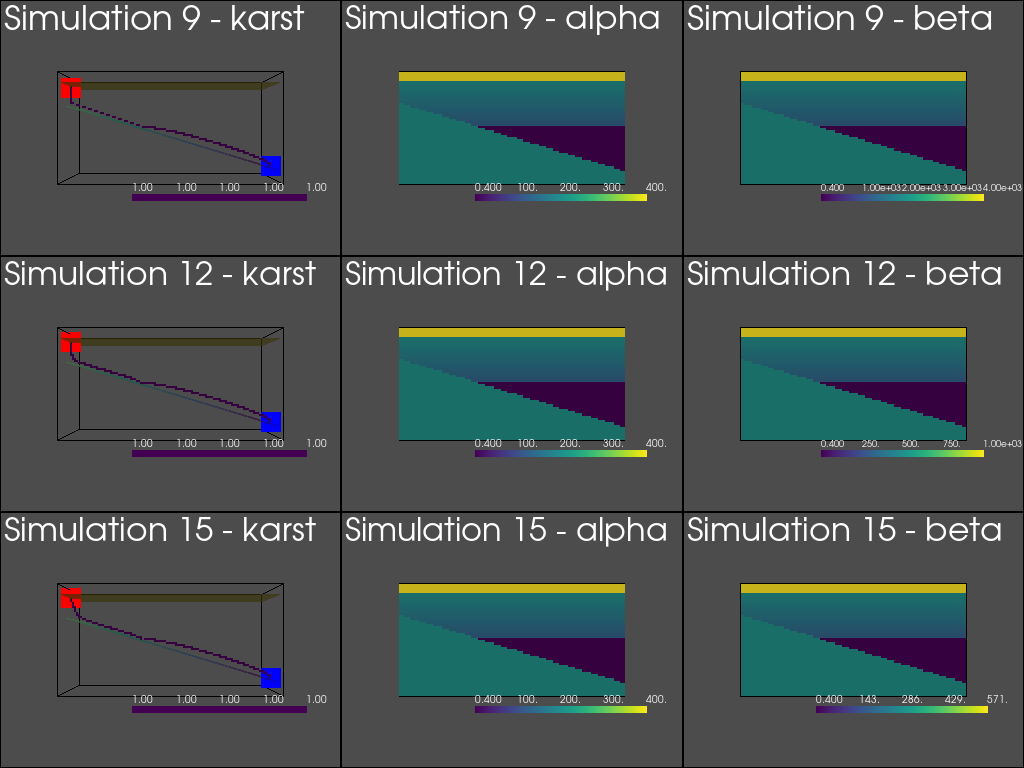 Simulation 9 - karst
Simulation 9 - alpha
Simulation 9 - beta
1.00 1.00 1.00 1.00 1.00
0.400 100. 200. 300. 400.
0.400 1.00e+03 2.00e+03 3.00e+03 4.00e+03
Simulation 12 - karst
Simulation 12 - alpha
Simulation 12 - beta
1.00 1.00 1.00 1.00 1.00
0.400 100. 200. 300. 400.
0.400 250. 500. 750. 1.00e+03
Simulation 15 - karst
Simulation 15 - alpha
Simulation 15 - beta
1.00 1.00 1.00 1.00 1.00
0.400 100. 200. 300. 400.
0.400 143. 286. 429. 571.